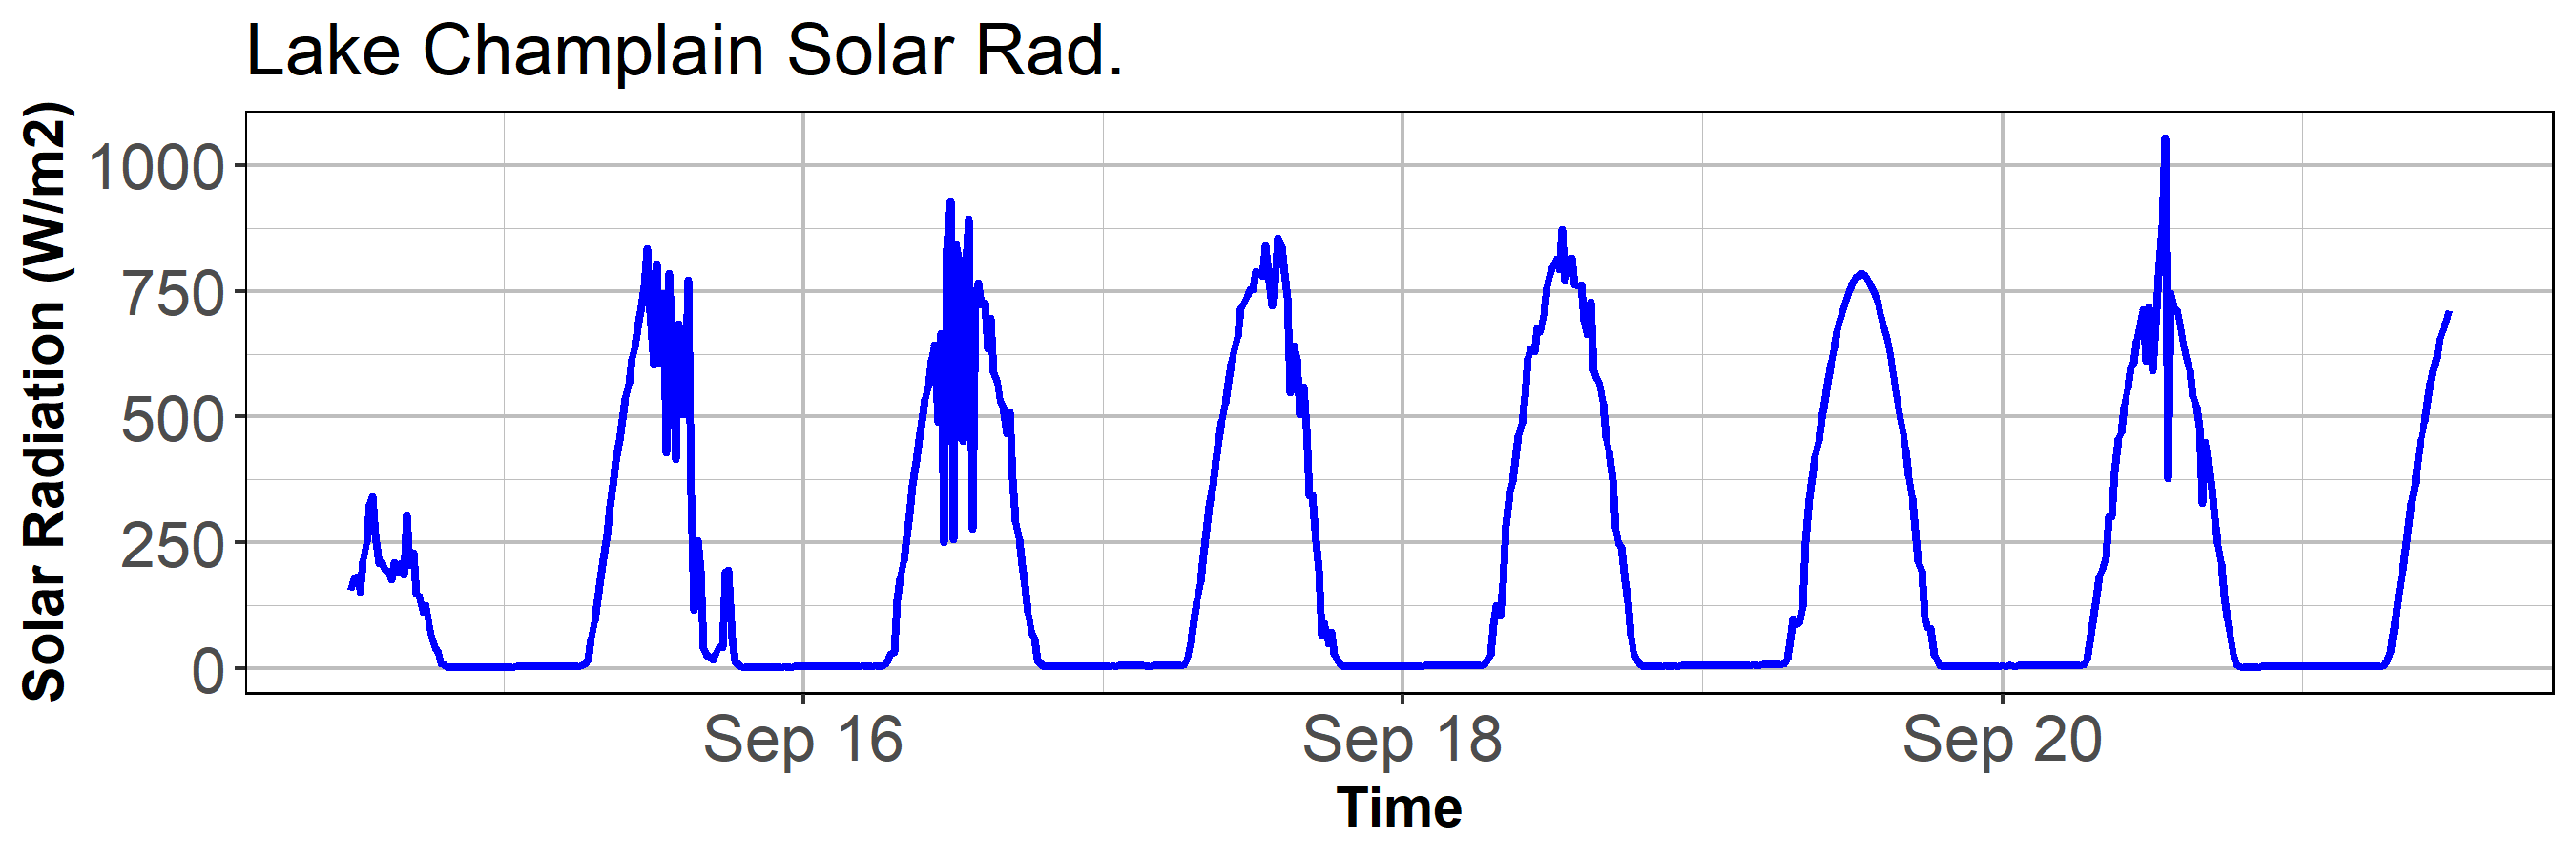 Lake Champlain Solar Rad.
Solar Radiation (W/m2)
1000
750
500
250
0
Sep 16
Sep 18
Sep 20
Time